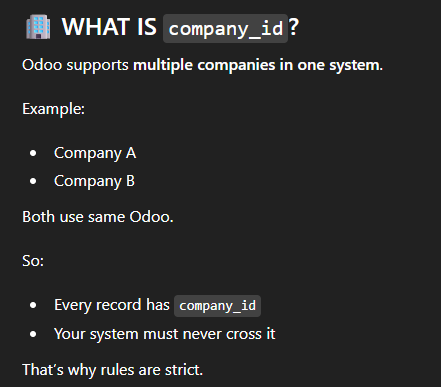 🏢 WHAT IS company_id?
Odoo supports multiple companies in one system.
Example:
• Company A
• Company B
Both use same Odoo.
So:
• Every record has company_id
• Your system must never cross it
That’s why rules are strict.